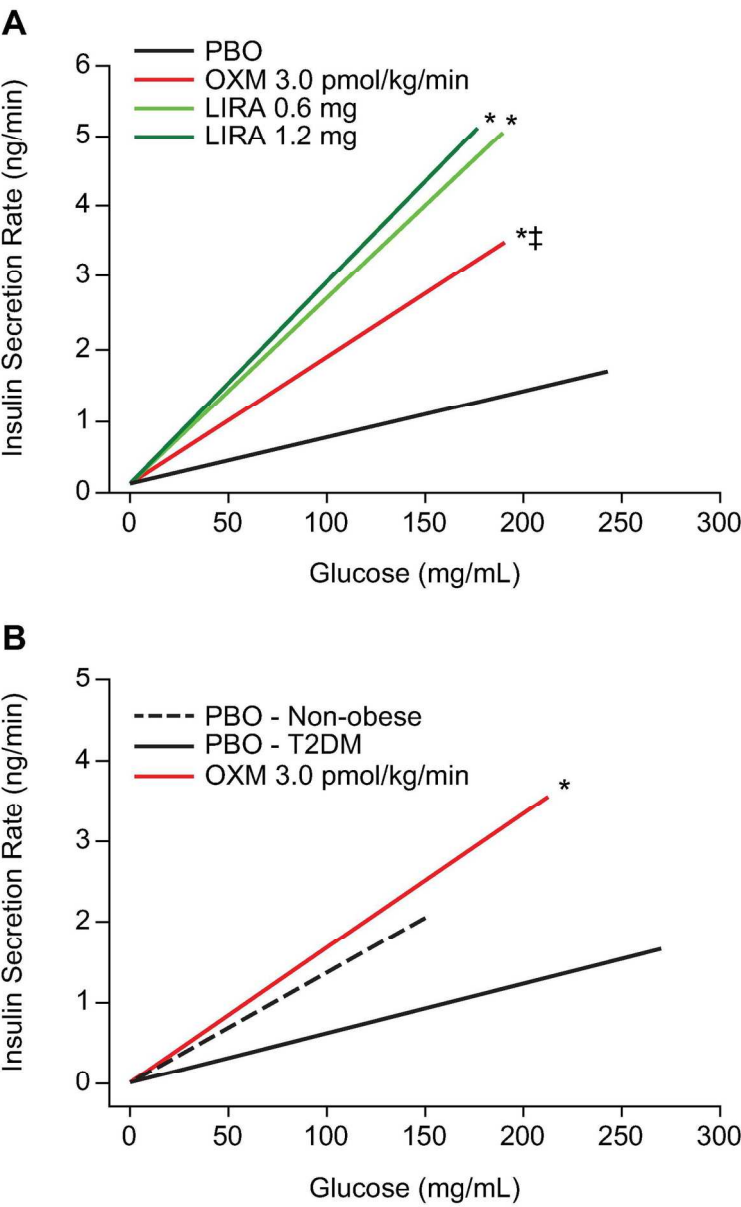 A
PBO
OXM 3.0 pmol/kg/min
LIRA 0.6 mg
LIRA 1.2 mg
* *
*‡
Insulin Secretion Rate (ng/min)
6
5
4
3
2
1
0
0 50 100 150 200 250 300
Glucose (mg/mL)
B
PBO - Non-obese
PBO - T2DM
OXM 3.0 pmol/kg/min
*
Insulin Secretion Rate (ng/min)
5
4
3
2
1
0
0 50 100 150 200 250 300
Glucose (mg/mL)